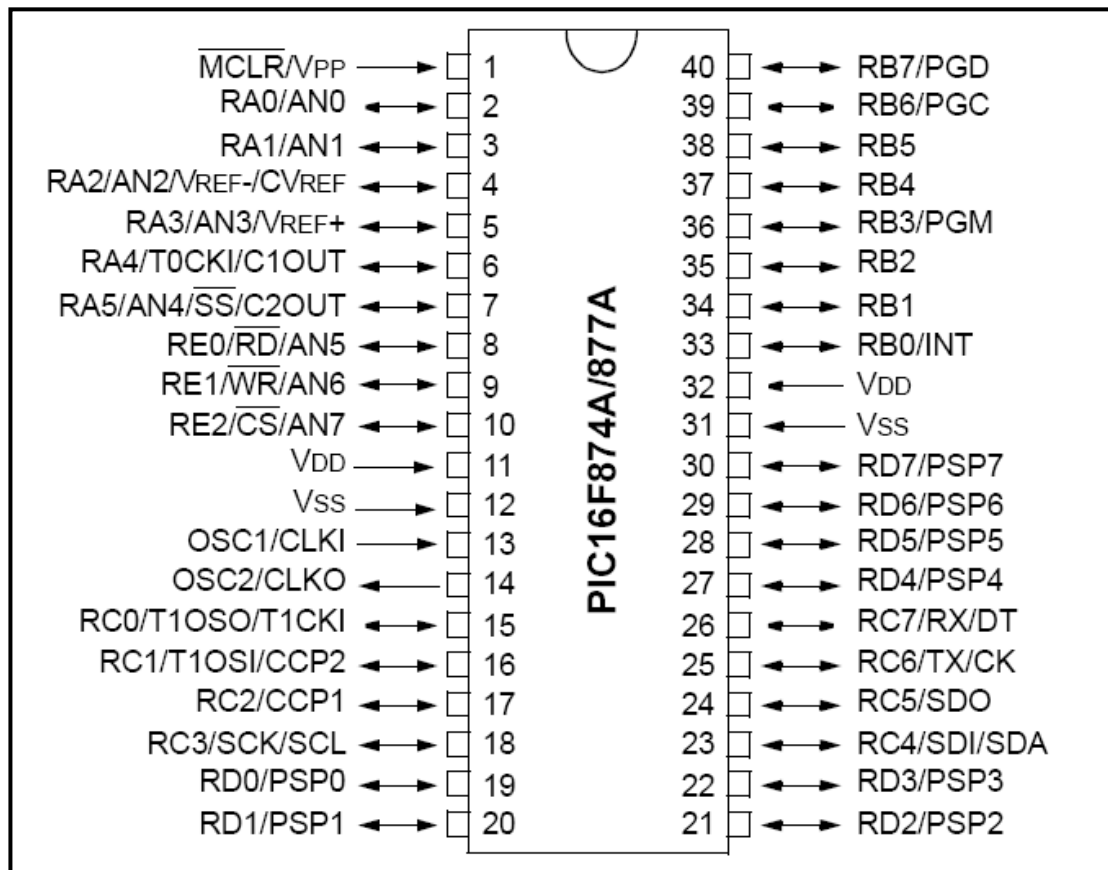 M̅C̅L̅R̅/VPP 1 40 RB7/PGD
RA0/AN0 2 39 RB6/PGC
RA1/AN1 3 38 RB5
RA2/AN2/VREF-/CVREF 4 37 RB4
RA3/AN3/VREF+ 5 36 RB3/PGM
RA4/T0CKI/C1OUT 6 35 RB2
RA5/AN4/S̅S̅/C2OUT 7 34 RB1
RE0/R̅D̅/AN5 8 33 RB0/INT
RE1/W̅R̅/AN6 9 32 VDD
RE2/C̅S̅/AN7 10 31 VSS
VDD 11 30 RD7/PSP7
VSS 12 29 RD6/PSP6
OSC1/CLKI 13 28 RD5/PSP5
OSC2/CLKO 14 27 RD4/PSP4
RC0/T1OSO/T1CKI 15 26 RC7/RX/DT
RC1/T1OSI/CCP2 16 25 RC6/TX/CK
RC2/CCP1 17 24 RC5/SDO
RC3/SCK/SCL 18 23 RC4/SDI/SDA
RD0/PSP0 19 22 RD3/PSP3
RD1/PSP1 20 21 RD2/PSP2
PIC16F874A/877A